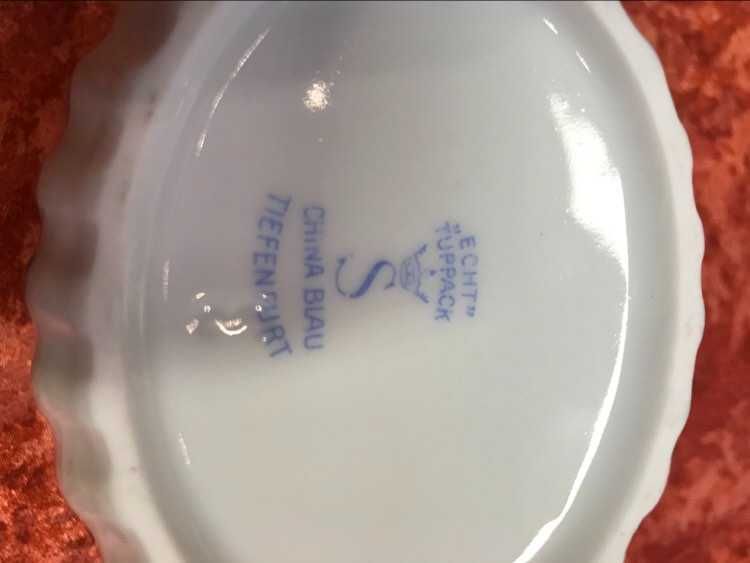 „ECHT”
TUPPACK
S
CHINA BLAU
TIEFENFURT